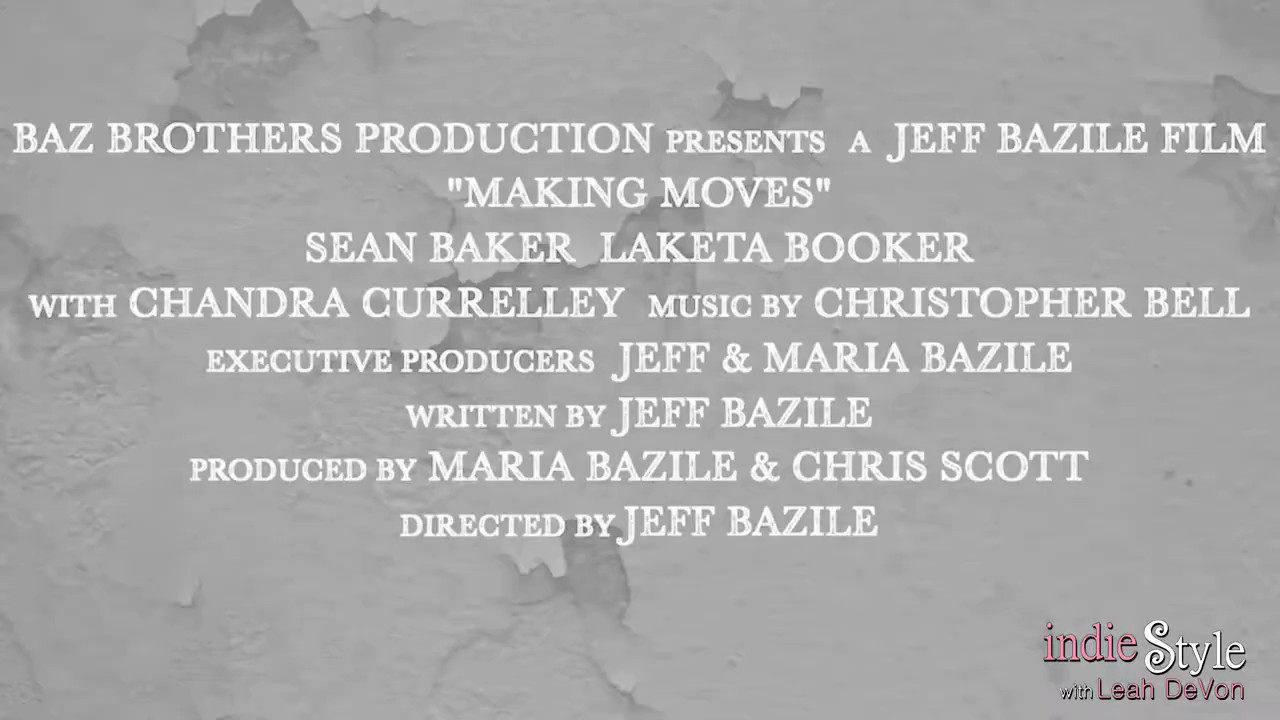 BAZ BROTHERS PRODUCTION PRESENTS A JEFF BAZILE FILM
"MAKING MOVES"
SEAN BAKER LAKETA BOOKER
WITH CHANDRA CURRELLEY MUSIC BY CHRISTOPHER BELL
EXECUTIVE PRODUCERS JEFF & MARIA BAZILE
WRITTEN BY JEFF BAZILE
PRODUCED BY MARIA BAZILE & CHRIS SCOTT
DIRECTED BY JEFF BAZILE
indie Style
with Leah DeVon